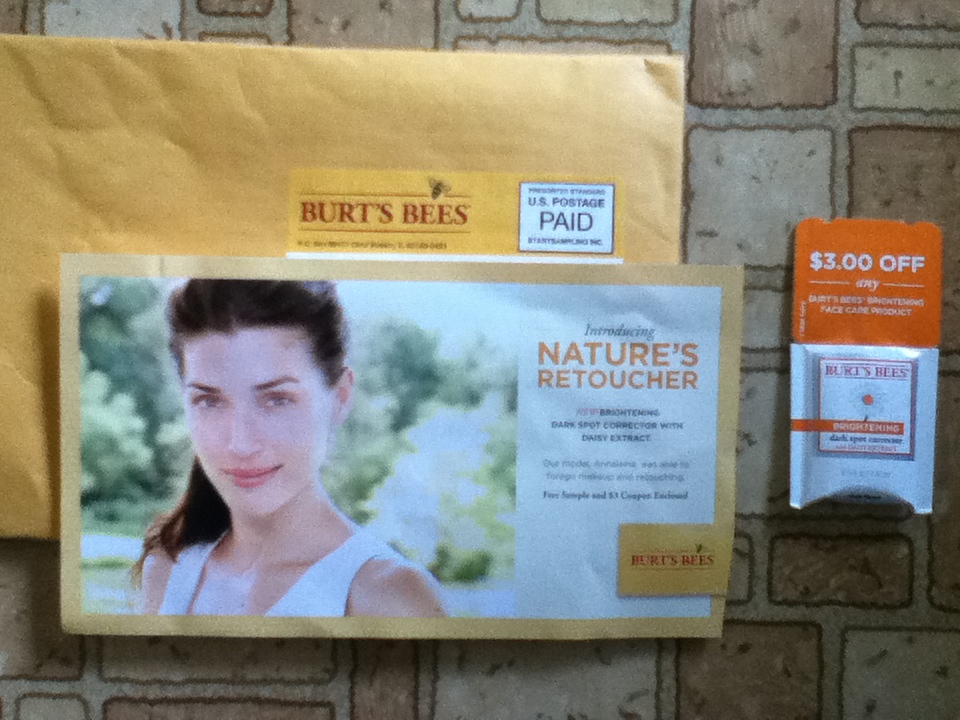 BURT'S BEES
PRESORTED STANDARD
U.S. POSTAGE
PAID
STARTSAMPLING INC.
Introducing
NATURE'S
RETOUCHER
NEW! BRIGHTENING
DARK SPOT CORRECTOR WITH
DAISY EXTRACT.
Our model, Annaleina, was able to
forego makeup and retouching.
Free Sample and $3 Coupon Enclosed
BURT'S BEES
$3.00 OFF
any
BURT'S BEES® BRIGHTENING
FACE CARE PRODUCT
BURT'S BEES
BRIGHTENING
dark spot corrector